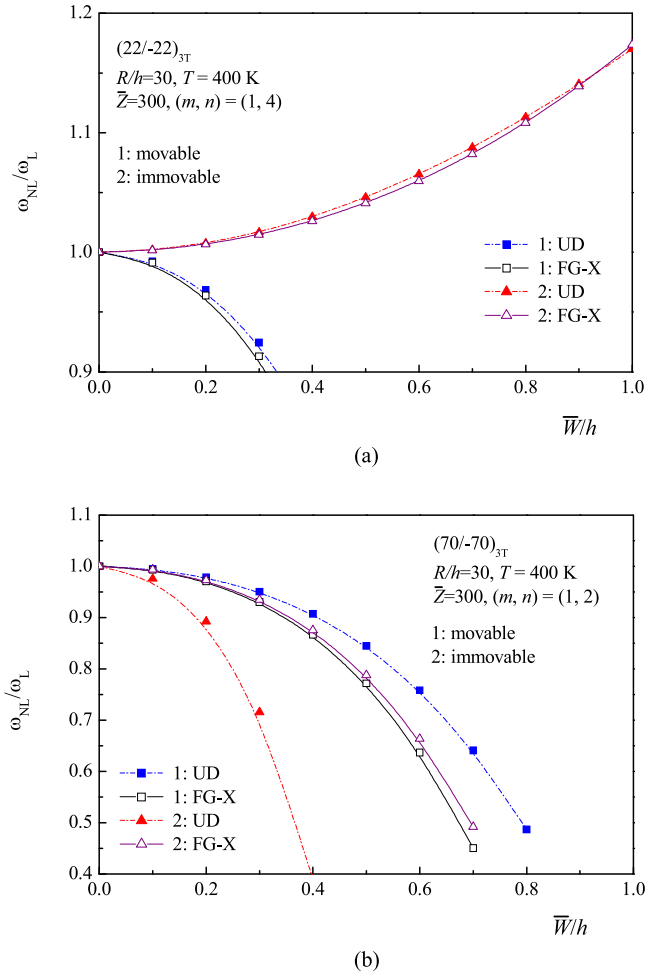 1.2
(22/-22)3T
R/h=30, T = 400 K
Z̄=300, (m, n) = (1, 4)
1.1
1: movable
2: immovable
ωNL/ωL
1.0
1: UD
1: FG-X
2: UD
2: FG-X
0.9
0.0 0.2 0.4 0.6 0.8 1.0
W̄/h
(a)
1.1
(70/-70)3T
1.0
R/h=30, T = 400 K
Z̄=300, (m, n) = (1, 2)
0.9
1: movable
2: immovable
0.8
ωNL/ωL
0.7
0.6
1: UD
1: FG-X
0.5
2: UD
2: FG-X
0.4
0.0 0.2 0.4 0.6 0.8 1.0
W̄/h
(b)